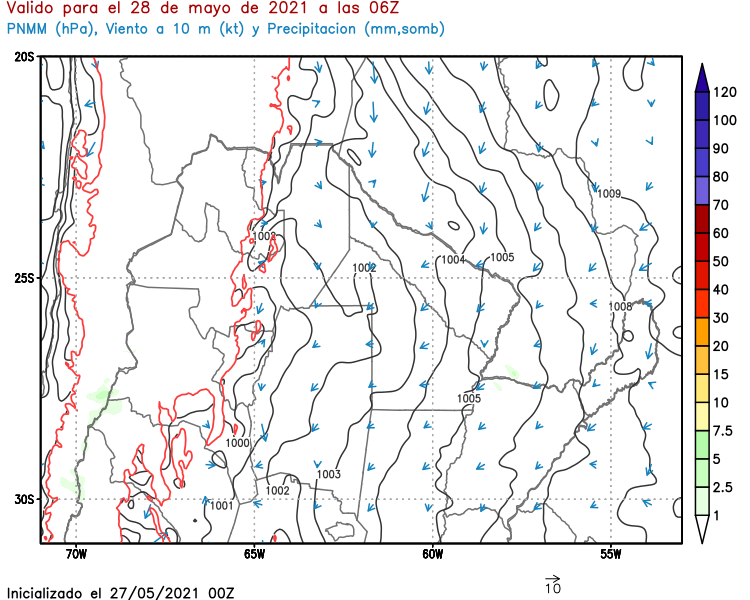 Valido para el 28 de mayo de 2021 a las 06Z
PNMM (hPa), Viento a 10 m (kt) y Precipitacion (mm,somb)
20S
25S
30S
70W
65W
60W
55W
1009
1002
1004
1005
1002
1008
1005
1000
1003
1002
1001
120
100
90
80
70
60
50
40
30
20
15
10
7.5
5
2.5
1
10
Inicializado el 27/05/2021 00Z